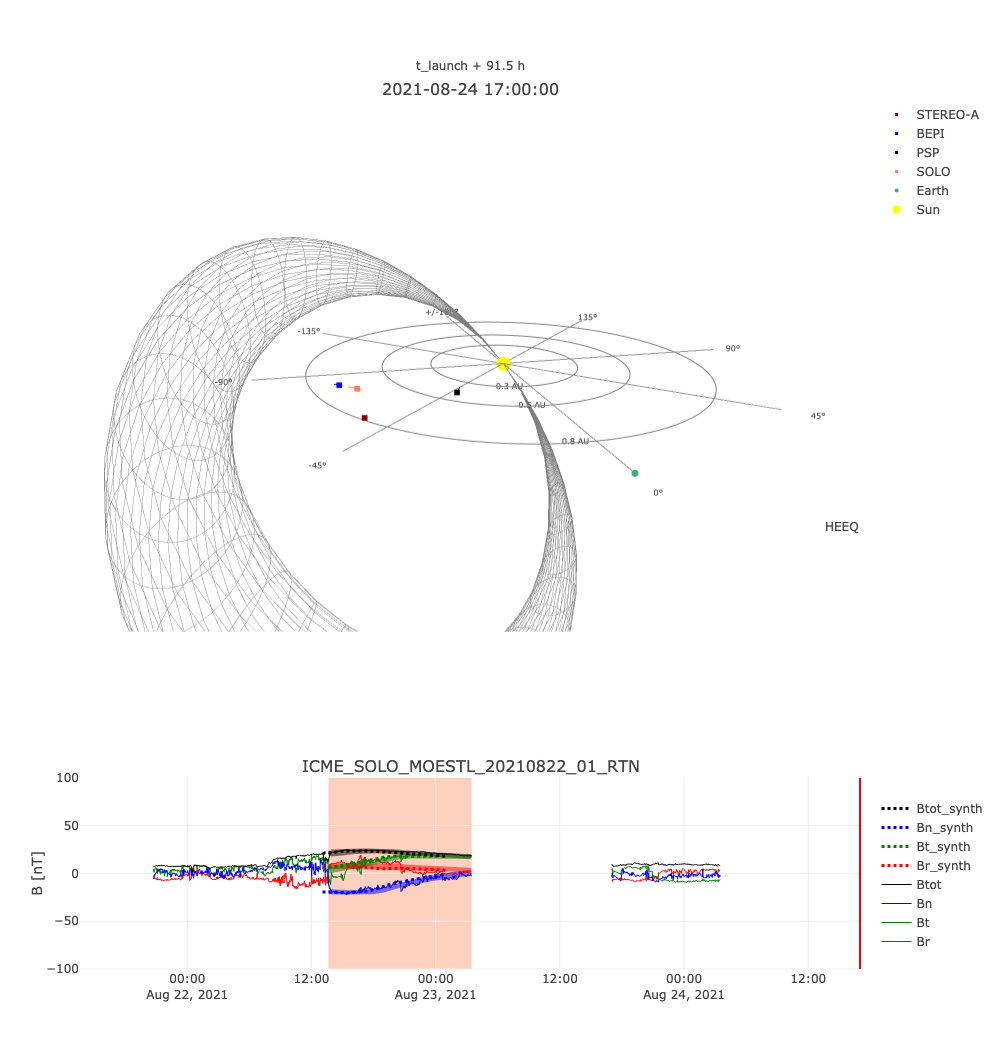 t_launch + 91.5 h
2021-08-24 17:00:00
STEREO-A
BEPI
PSP
SOLO
Earth
Sun
135°
-135°
90°
-90°
0.3 AU
0.5 AU
45°
0.8 AU
-45°
0°
HEEQ
ICME_SOLO_MOESTL_20210822_01_RTN
B [nT]
100
50
0
−50
−100
00:00
Aug 22, 2021
12:00
00:00
Aug 23, 2021
12:00
00:00
Aug 24, 2021
12:00
Btot_synth
Bn_synth
Bt_synth
Br_synth
Btot
Bn
Bt
Br